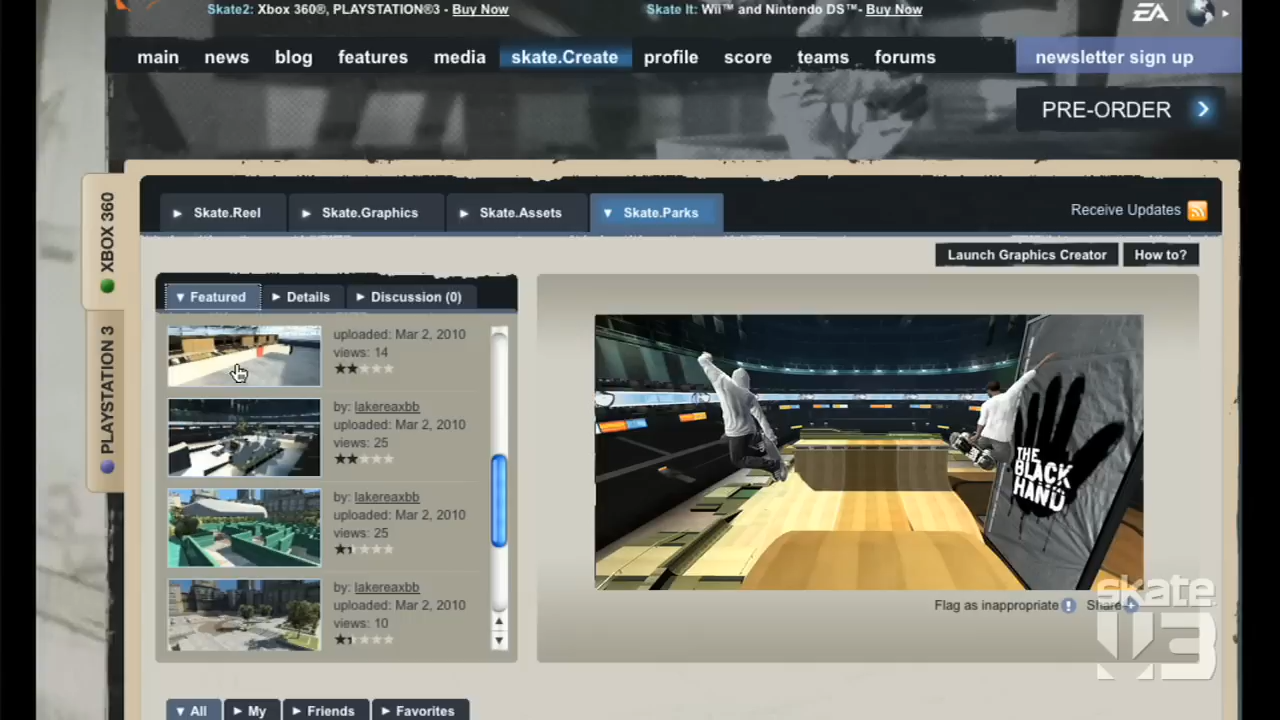 Skate2: Xbox 360®, PLAYSTATION®3 - Buy Now
Skate It: Wii™ and Nintendo DS™- Buy Now
EA
main news blog features media skate.Create profile score teams forums
newsletter sign up
PRE-ORDER
XBOX 360
PLAYSTATION 3
Skate.Reel
Skate.Graphics
Skate.Assets
Skate.Parks
Receive Updates
Launch Graphics Creator
How to?
Featured
Details
Discussion (0)
uploaded: Mar 2, 2010
views: 14
by: lakereaxbb
uploaded: Mar 2, 2010
views: 25
by: lakereaxbb
uploaded: Mar 2, 2010
views: 25
by: lakereaxbb
uploaded: Mar 2, 2010
views: 10
THE
BLACK
HAND
Flag as inappropriate
Share
skate
3
All
My
Friends
Favorites